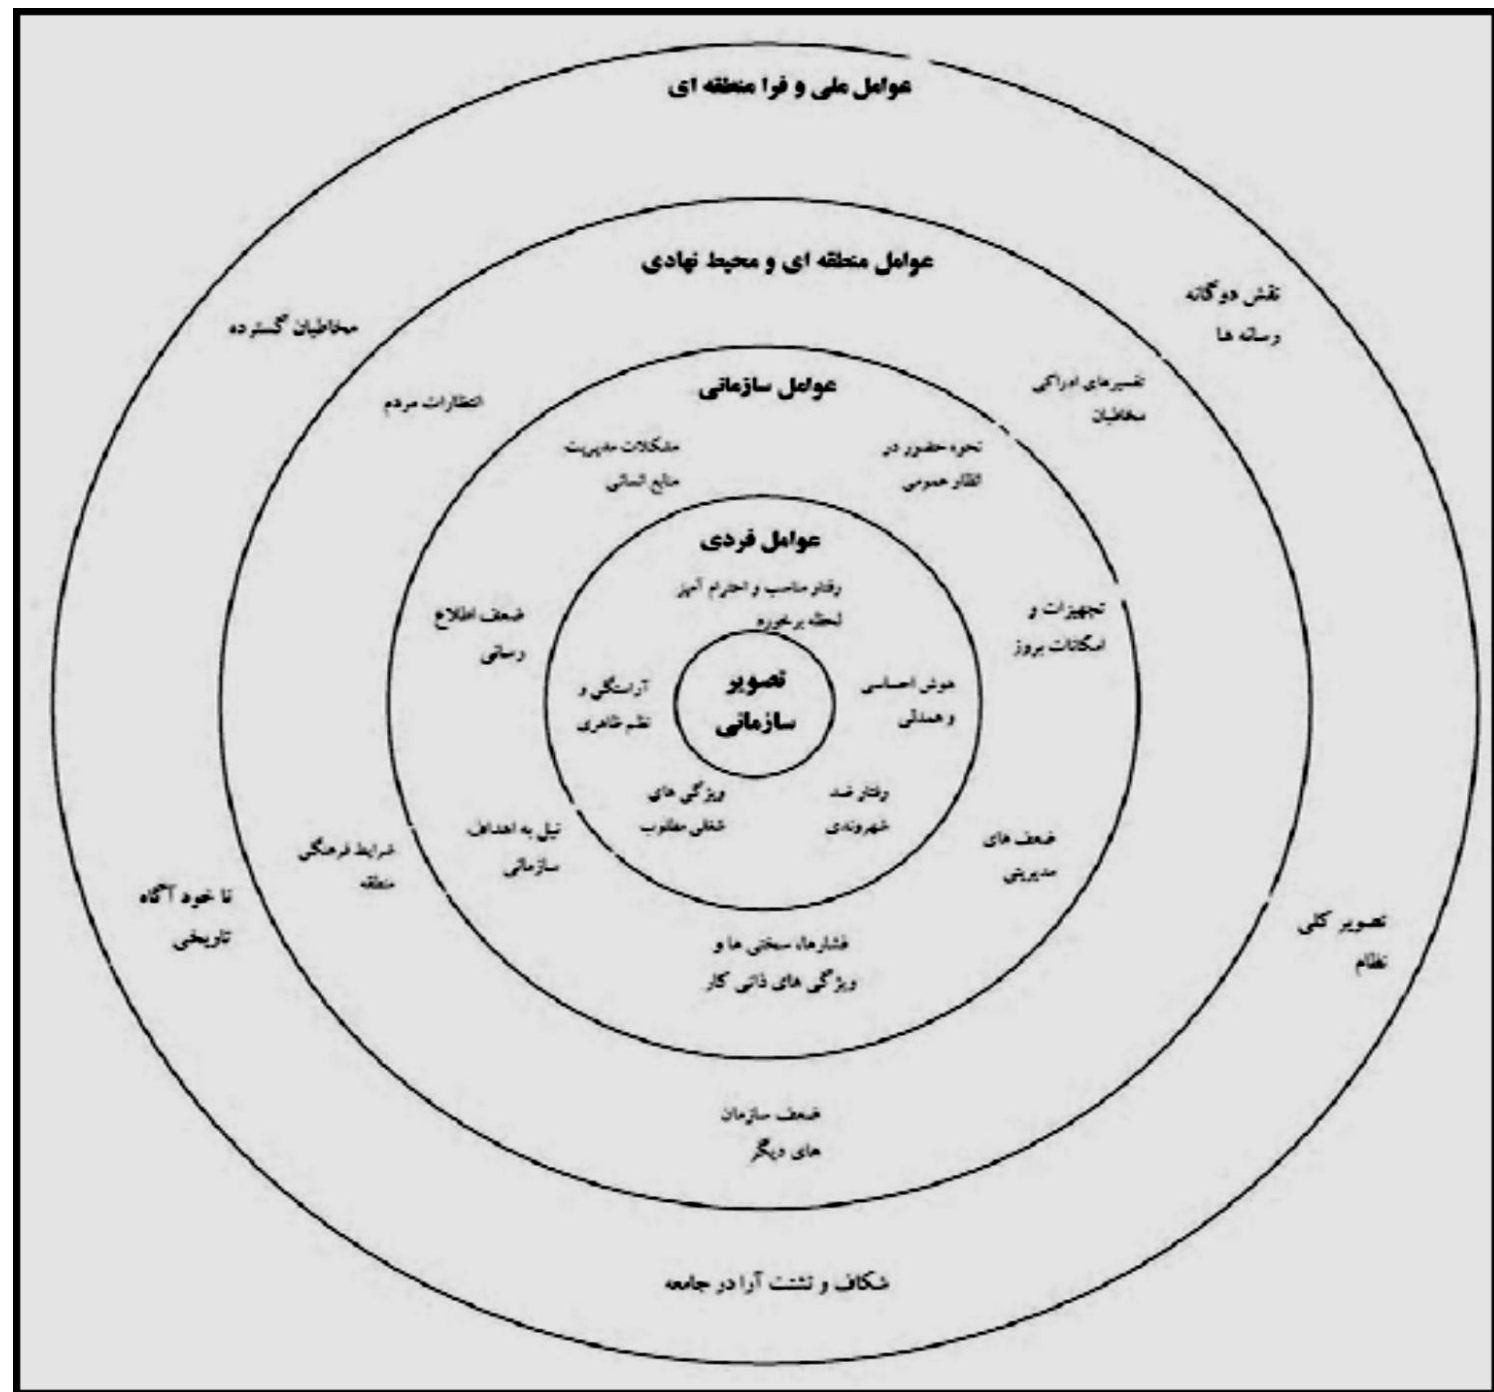 عوامل ملی و فرا منطقه ای
نقش دوگانه
رسانه ها
مخاطبان گسترده
تصویر کلی
نظام
نا خود آگاه
تاریخی
شکاف و تشتت آرا در جامعه
عوامل منطقه ای و محیط نهادی
تفسیرهای ادراکی
مخاطبان
انتظارات مردم
شرایط فرهنگی
منطقه
ضعف سازمان
های دیگر
عوامل سازمانی
نحوه حضور در
انظار عمومی
مشکلات مدیریت
منابع انسانی
تجهیزات و
امکانات بروز
ضعف اطلاع
رسانی
ضعف های
مدیریتی
نیل به اهداف
سازمانی
فشارها، سختی ها و
ویژگی های ذاتی کار
عوامل فردی
رفتار مناسب و احترام آمیز
لحظه برخورد
هوش احساسی
و همدلی
آراستگی و
نظم ظاهری
رفتار ضد
شهروندی
ویژگی های
شغلی مطلوب
تصویر
سازمانی